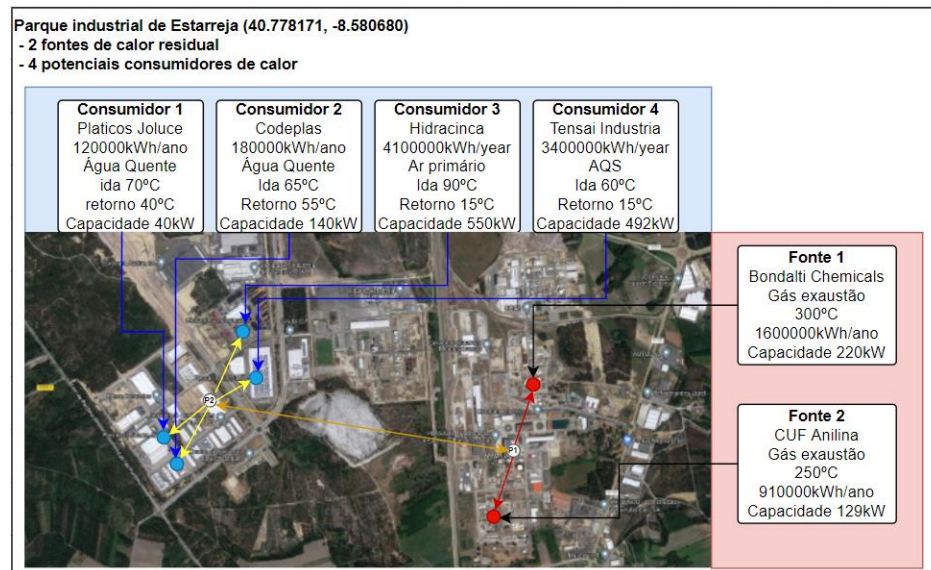 Parque industrial de Estarreja (40.778171, -8.580680)
- 2 fontes de calor residual
- 4 potenciais consumidores de calor
Consumidor 1
Platicos Joluce
120000kWh/ano
Água Quente
ida 70ºC
retorno 40ºC
Capacidade 40kW
Consumidor 2
Codeplas
180000kWh/ano
Água Quente
Ida 65ºC
Retorno 55ºC
Capacidade 140kW
Consumidor 3
Hidracinca
4100000kWh/year
Ar primário
Ida 90ºC
Retorno 15ºC
Capacidade 550kW
Consumidor 4
Tensai Industria
3400000kWh/year
AQS
Ida 60ºC
Retorno 15ºC
Capacidade 492kW
Fonte 1
Bondalti Chemicals
Gás exaustão
300ºC
1600000kWh/ano
Capacidade 220kW
P2
P1
Fonte 2
CUF Anilina
Gás exaustão
250ºC
910000kWh/ano
Capacidade 129kW